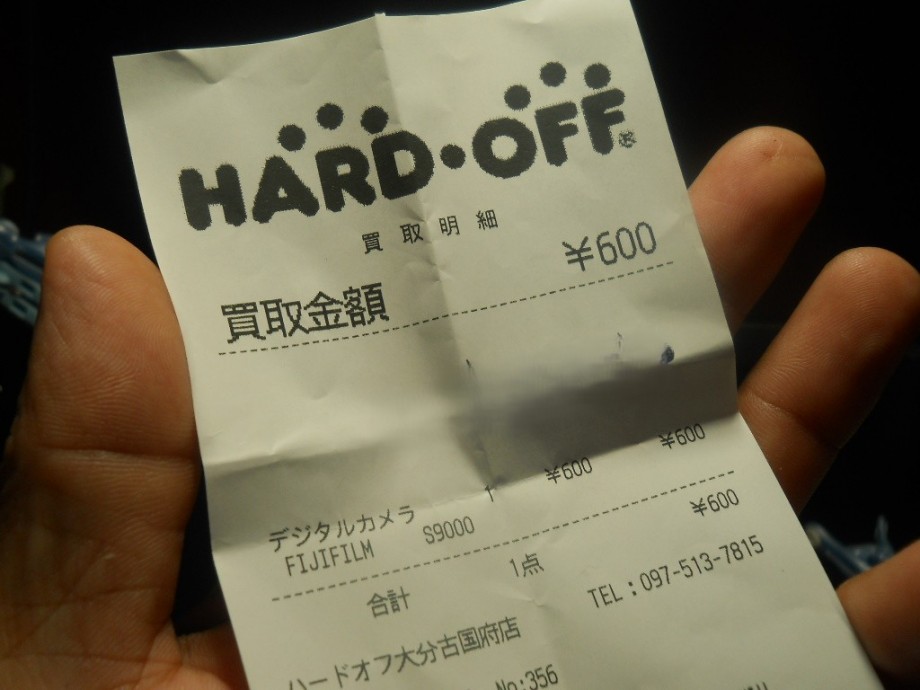 HARD・OFF®
買取明細
買取金額 ¥600
デジタルカメラ
FIJIFILM S9000 1 ¥600 ¥600
合計 1点 ¥600
ハードオフ大分古国府店 TEL:097-513-7815
No:356